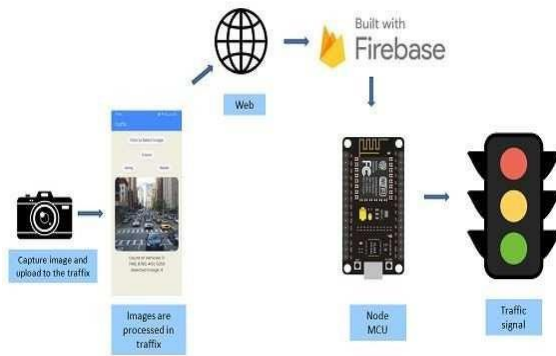 Built with
Firebase
Web
Capture image and
upload to the traffix
Images are
processed in
traffix
Node
MCU
Traffic
signal